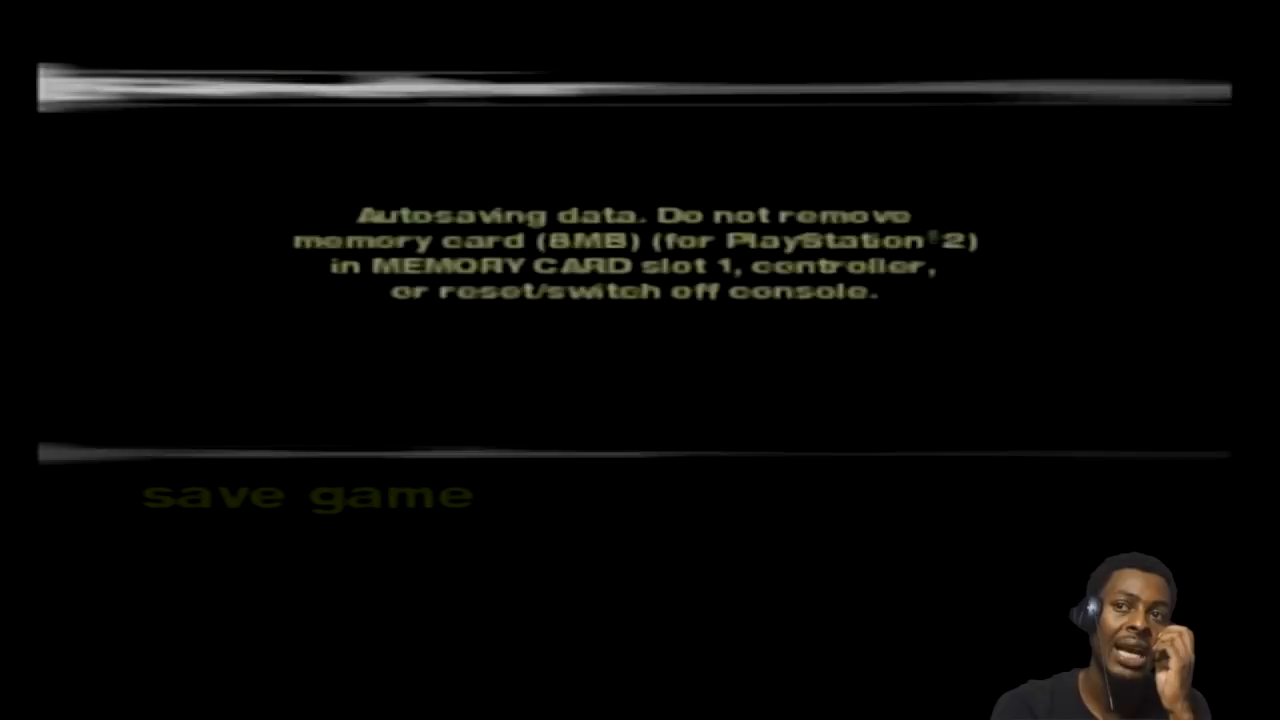 Autosaving data. Do not remove
memory card (8MB) (for PlayStation®2)
in MEMORY CARD slot 1, controller,
or reset/switch off console.
save game